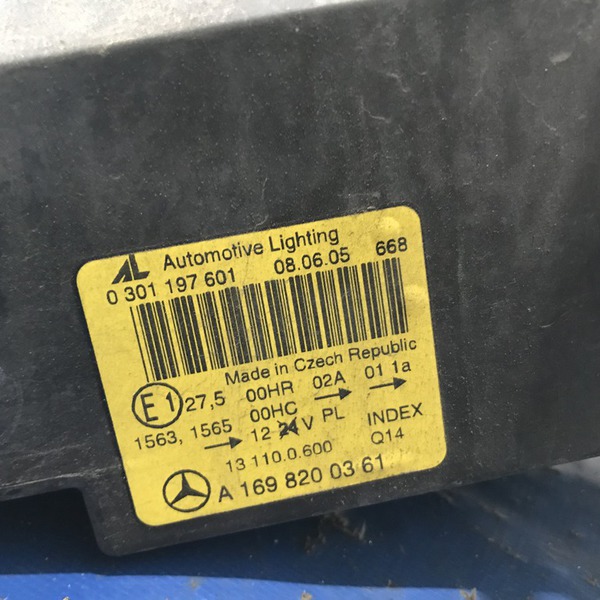 AL Automotive Lighting
0 301 197 601 08.06.05 668
Made in Czech Republic
E1 27,5 00HR 02A 01 1a
1563, 1565 00HC → →
→ 12 24 V PL INDEX
13 110.0.600 Q14
A 169 820 03 61